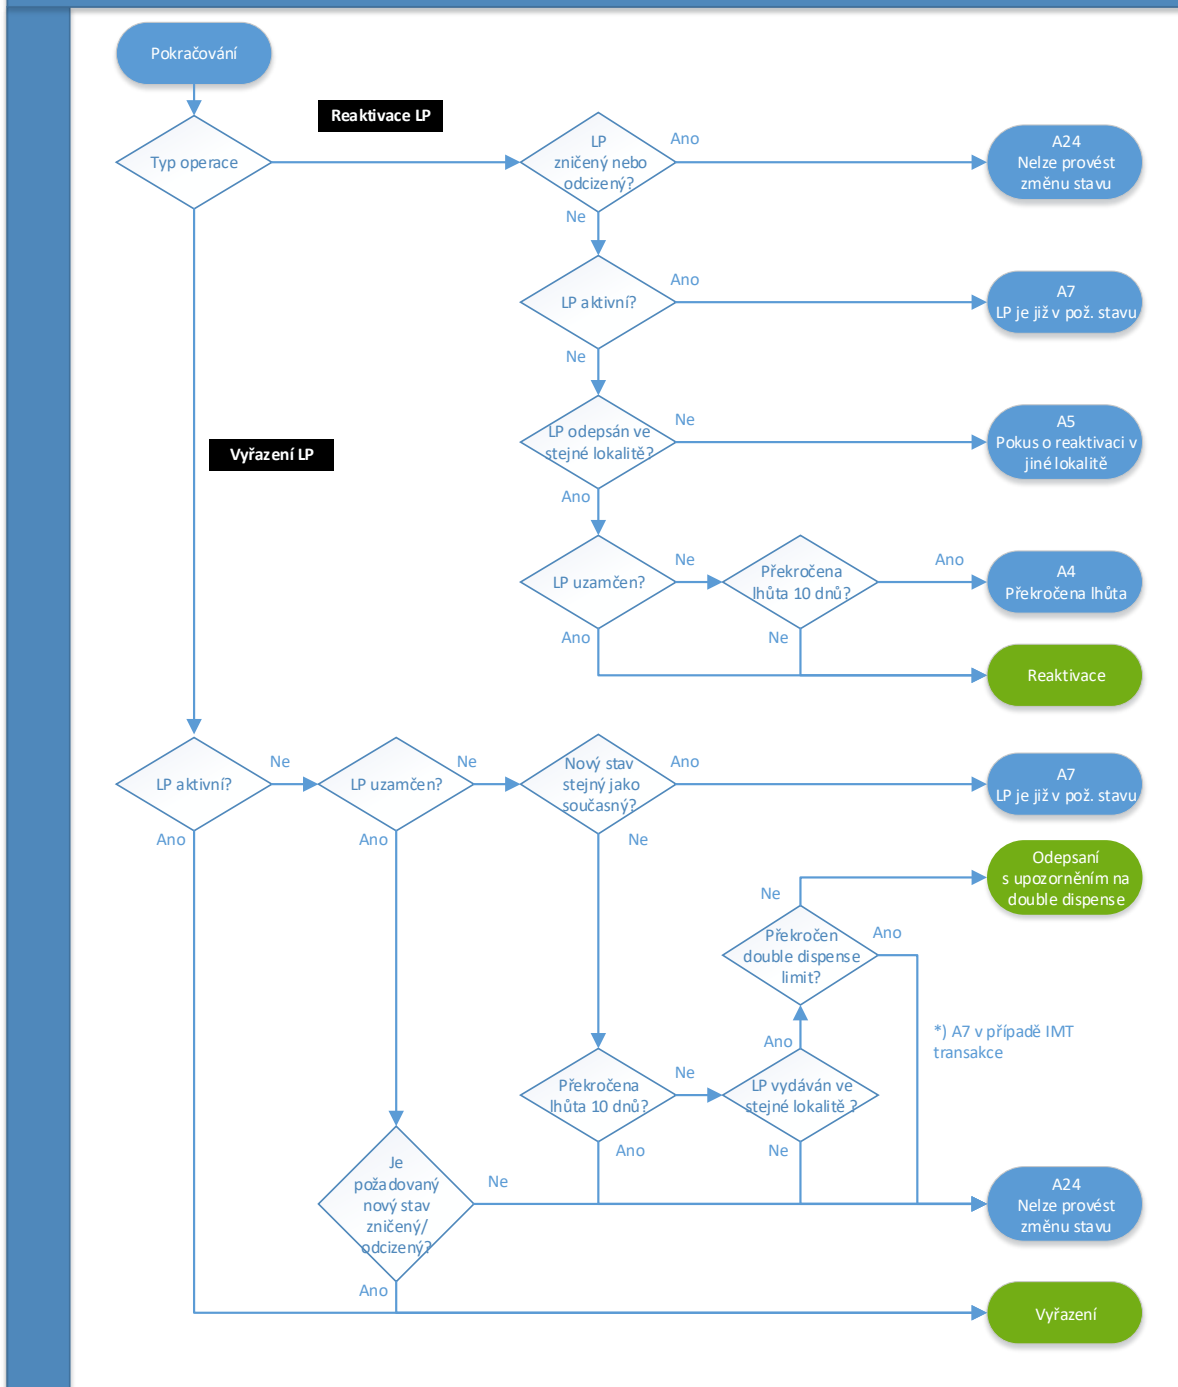 Pokračování
Reaktivace LP
Typ operace
LP
zničený nebo
odcizený?
Ano
A24
Nelze provést
změnu stavu
Ne
LP aktivní?
Ano
A7
LP je již v pož. stavu
Ne
LP odepsán ve
stejné lokalitě?
Ne
A5
Pokus o reaktivaci v
jiné lokalitě
Vyřazení LP
Ano
LP uzamčen?
Ne
Překročena
lhůta 10 dnů?
Ano
A4
Překročena lhůta
Ano
Ne
Reaktivace
LP aktivní?
Ne
LP uzamčen?
Ne
Nový stav
stejný jako
současný?
Ano
A7
LP je již v pož. stavu
Ano
Ano
Ne
Odepsaní
s upozorněním na
double dispense
Ne
Překročen
double dispense
limit?
Ano
*) A7 v případě IMT
transakce
Ano
Překročena
lhůta 10 dnů?
Ne
LP vydáván ve
stejné lokalitě ?
Ano
Ne
Je
požadovaný
nový stav
zničený/
odcizený?
Ne
A24
Nelze provést
změnu stavu
Ano
Vyřazení